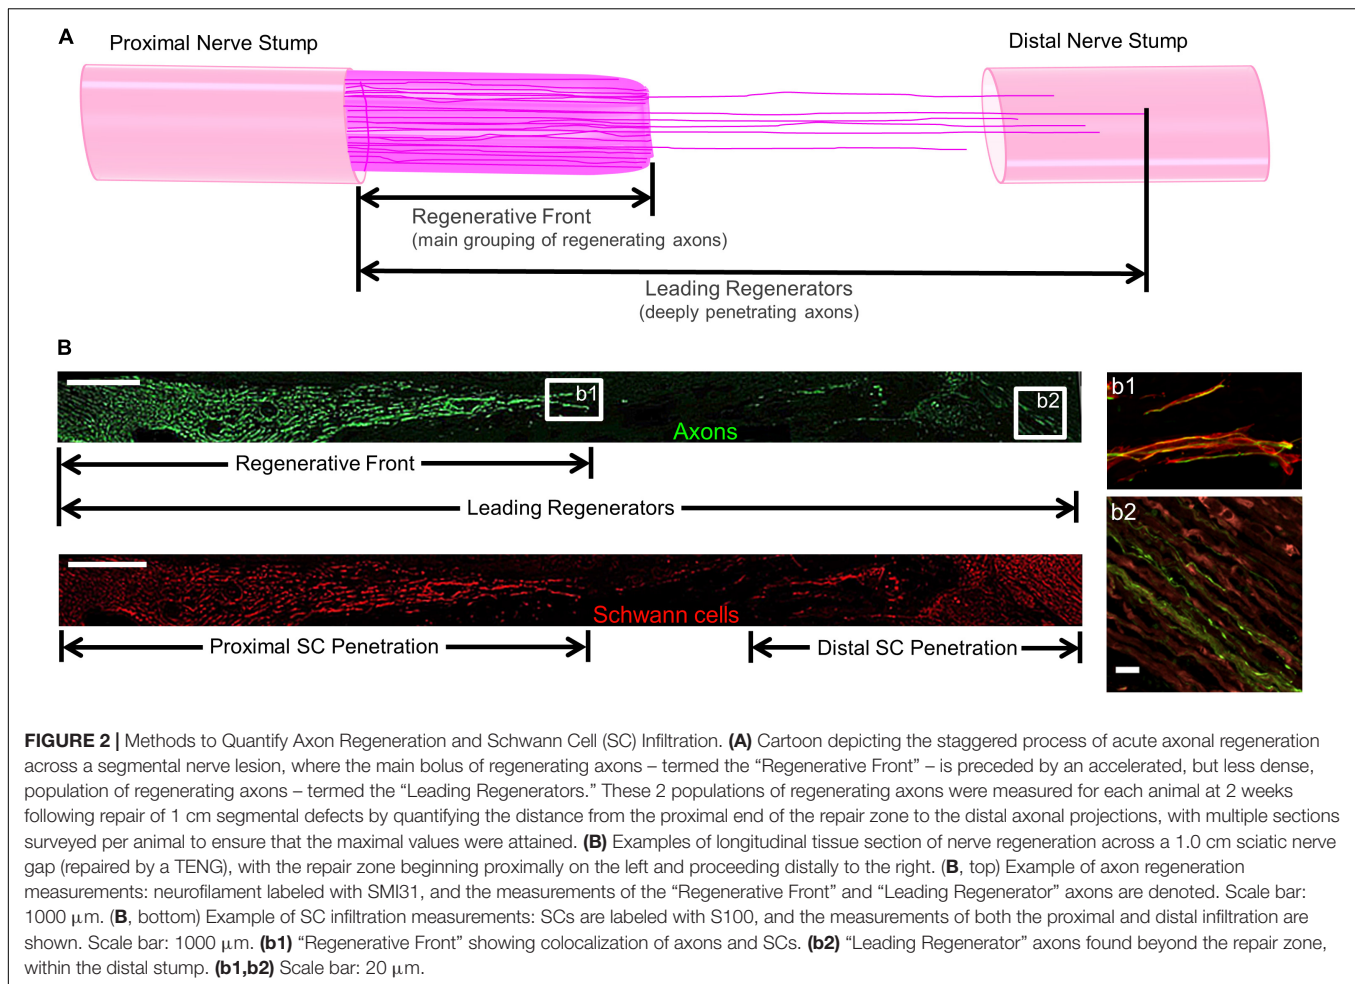 A
Proximal Nerve Stump
Distal Nerve Stump
Regenerative Front
(main grouping of regenerating axons)
Leading Regenerators
(deeply penetrating axons)
B
b1
b2
Axons
Regenerative Front
Leading Regenerators
Schwann cells
Proximal SC Penetration
Distal SC Penetration
b1
b2
FIGURE 2 | Methods to Quantify Axon Regeneration and Schwann Cell (SC) Infiltration. (A) Cartoon depicting the staggered process of acute axonal regeneration
across a segmental nerve lesion, where the main bolus of regenerating axons – termed the “Regenerative Front” – is preceded by an accelerated, but less dense,
population of regenerating axons – termed the “Leading Regenerators.” These 2 populations of regenerating axons were measured for each animal at 2 weeks
following repair of 1 cm segmental defects by quantifying the distance from the proximal end of the repair zone to the distal axonal projections, with multiple sections
surveyed per animal to ensure that the maximal values were attained. (B) Examples of longitudinal tissue section of nerve regeneration across a 1.0 cm sciatic nerve
gap (repaired by a TENG), with the repair zone beginning proximally on the left and proceeding distally to the right. (B, top) Example of axon regeneration
measurements: neurofilament labeled with SMI31, and the measurements of the “Regenerative Front” and “Leading Regenerator” axons are denoted. Scale bar:
1000 μm. (B, bottom) Example of SC infiltration measurements: SCs are labeled with S100, and the measurements of both the proximal and distal infiltration are
shown. Scale bar: 1000 μm. (b1) “Regenerative Front” showing colocalization of axons and SCs. (b2) “Leading Regenerator” axons found beyond the repair zone,
within the distal stump. (b1,b2) Scale bar: 20 μm.